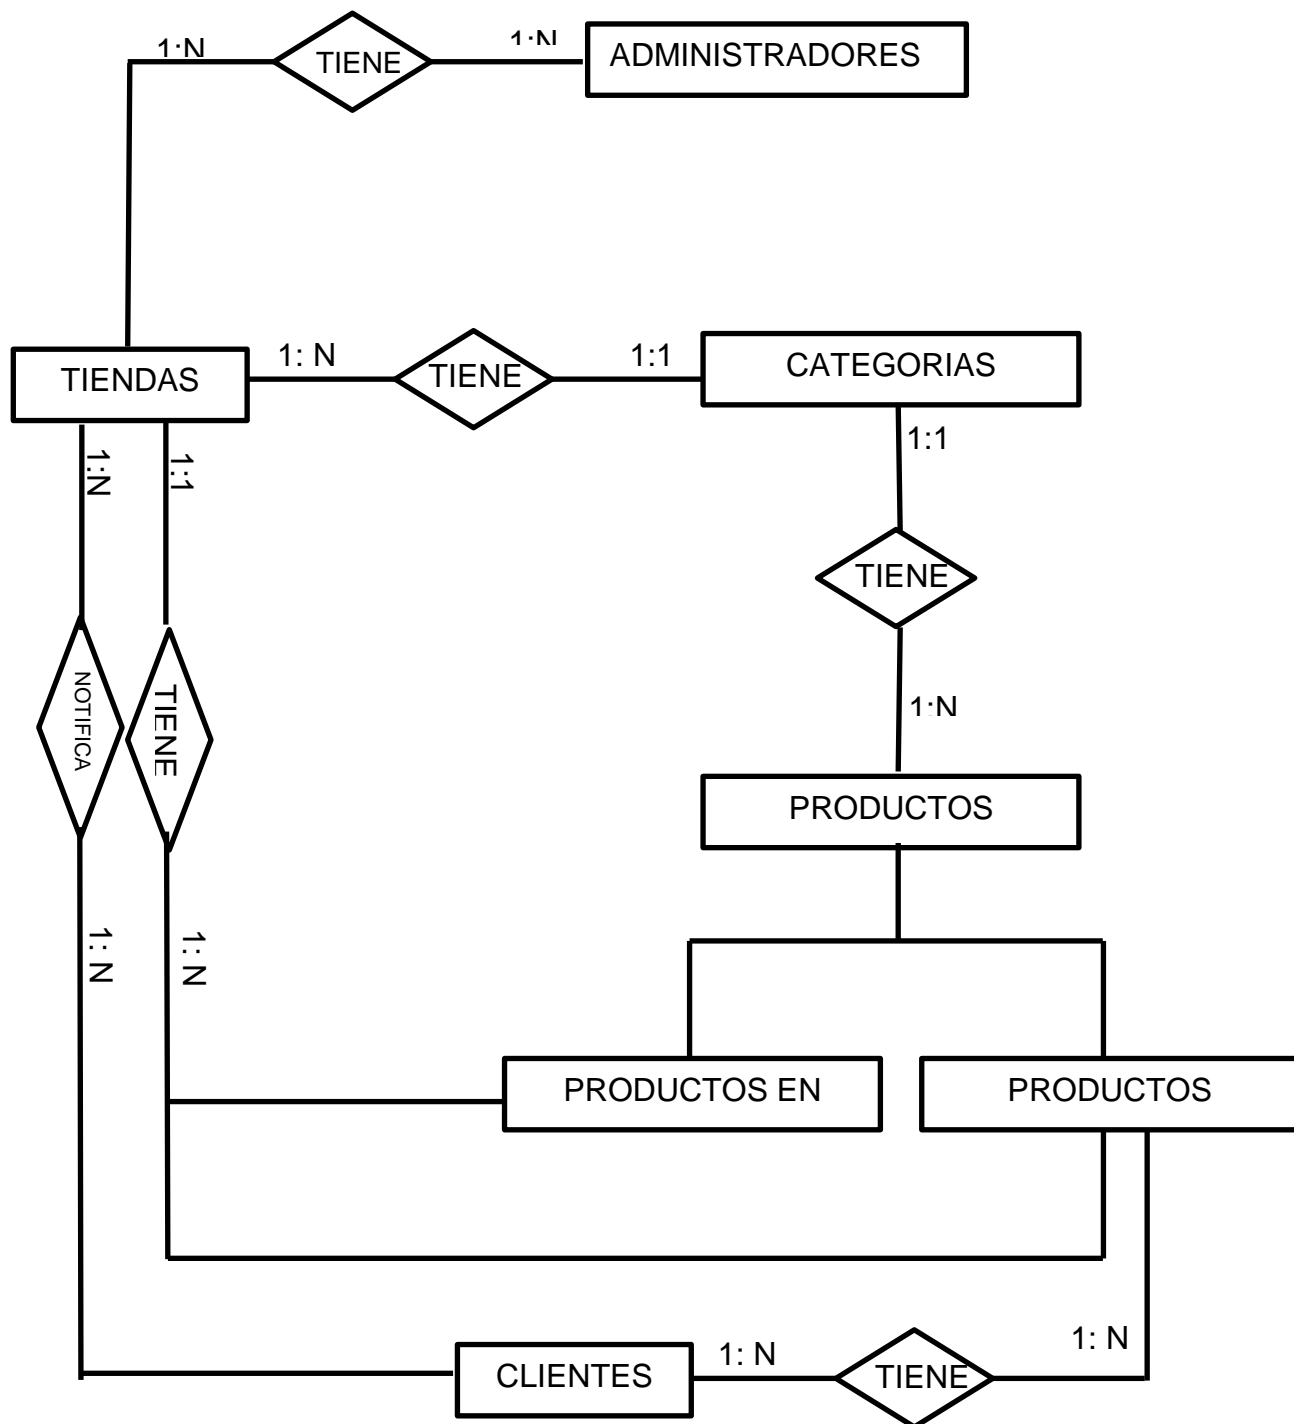 1:N
TIENE
1:N
ADMINISTRADORES
TIENDAS
1: N
TIENE
1:1
CATEGORIAS
1:1
1:N
1:1
TIENE
NOTIFICA
TIENE
1:N
PRODUCTOS
1: N
1: N
PRODUCTOS EN
PRODUCTOS
CLIENTES
1: N
TIENE
1: N